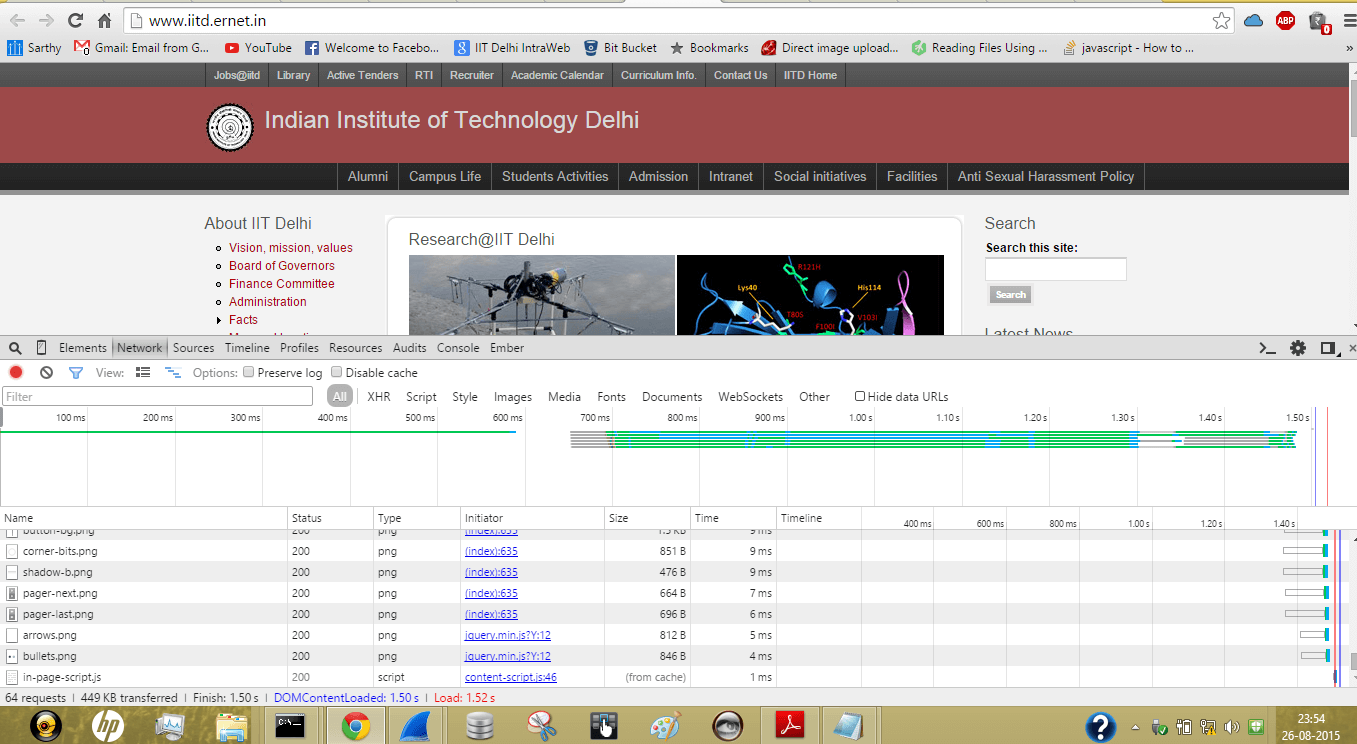 www.iitd.ernet.in
Sarthy Gmail: Email from G... YouTube Welcome to Facebo... IIT Delhi IntraWeb Bit Bucket Bookmarks Direct image upload... Reading Files Using ... javascript - How to ... »
Jobs@iitd Library Active Tenders RTI Recruiter Academic Calendar Curriculum Info. Contact Us IITD Home
Indian Institute of Technology Delhi
Alumni Campus Life Students Activities Admission Intranet Social initiatives Facilities Anti Sexual Harassment Policy
About IIT Delhi
Vision, mission, values
Board of Governors
Finance Committee
Administration
Facts
Research@IIT Delhi
R121H
Lys40 His114
T80S V103I
F100I
Search
Search this site:
Search
Latest News
Elements Network Sources Timeline Profiles Resources Audits Console Ember
View: Options: Preserve log Disable cache
Filter All XHR Script Style Images Media Fonts Documents WebSockets Other Hide data URLs
100 ms 200 ms 300 ms 400 ms 500 ms 600 ms 700 ms 800 ms 900 ms 1.00 s 1.10 s 1.20 s 1.30 s 1.40 s 1.50 s
Name Status Type Initiator Size Time Timeline 400 ms 600 ms 800 ms 1.00 s 1.20 s 1.40 s
button-bg.png 200 png (index):635 1.5 KB 9 ms
corner-bits.png 200 png (index):635 851 B 9 ms
shadow-b.png 200 png (index):635 476 B 9 ms
pager-next.png 200 png (index):635 664 B 7 ms
pager-last.png 200 png (index):635 696 B 6 ms
arrows.png 200 png jquery.min.js?Y:12 812 B 5 ms
bullets.png 200 png jquery.min.js?Y:12 846 B 4 ms
in-page-script.js 200 script content-script.js:46 (from cache) 1 ms
64 requests | 449 KB transferred | Finish: 1.50 s | DOMContentLoaded: 1.50 s | Load: 1.52 s
23:54
26-08-2015